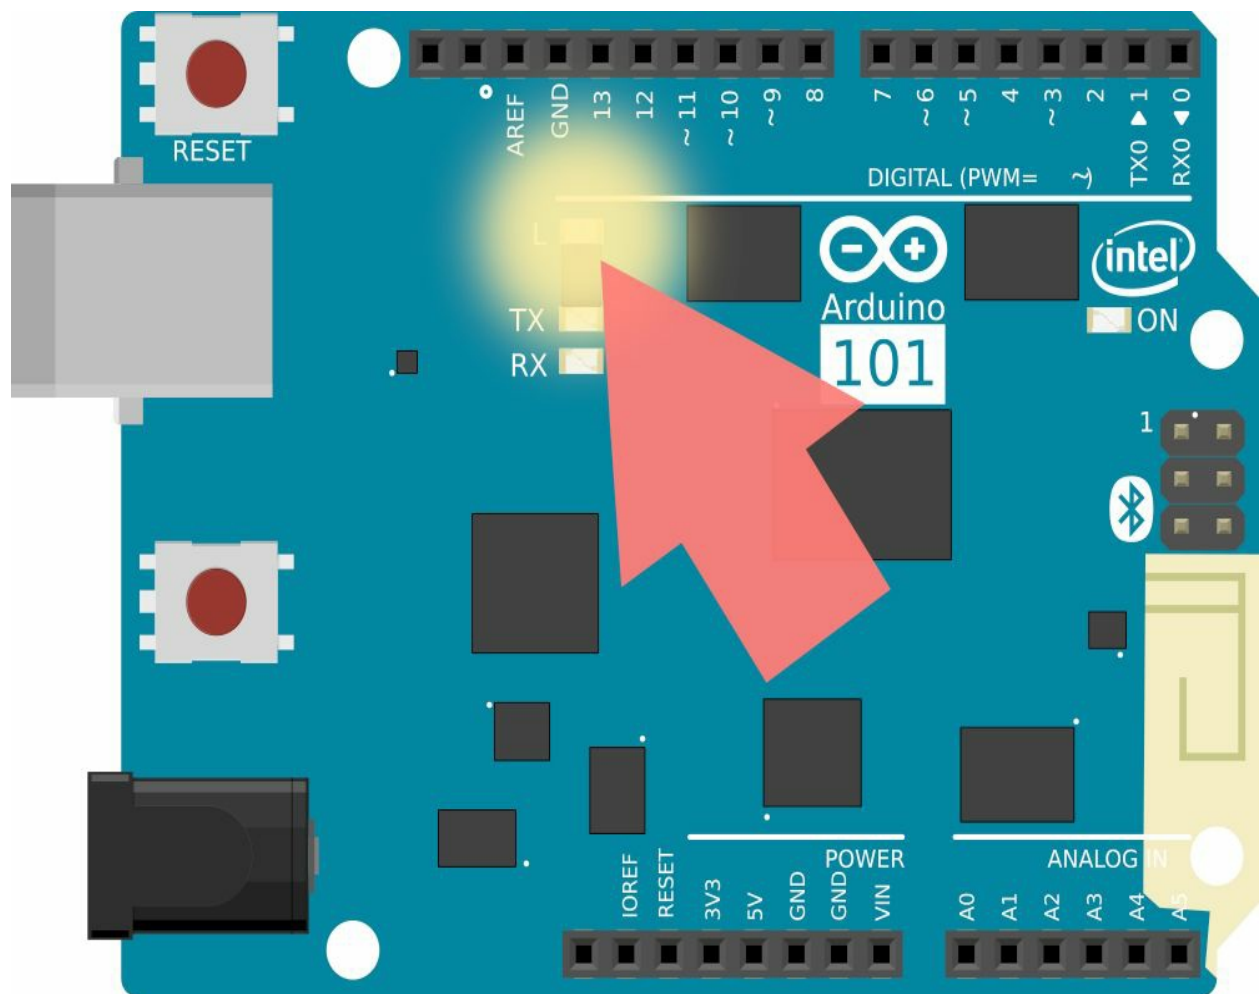 RESET
AREF
GND
13
12
~11
~10
~9
8
7
~6
~5
4
~3
2
TX0 ▶ 1
RX0 ◀ 0
DIGITAL (PWM= ~)
L
TX
RX
Arduino
101
intel
ON
1
POWER
ANALOG IN
IOREF
RESET
3V3
5V
GND
GND
VIN
A0
A1
A2
A3
A4
A5